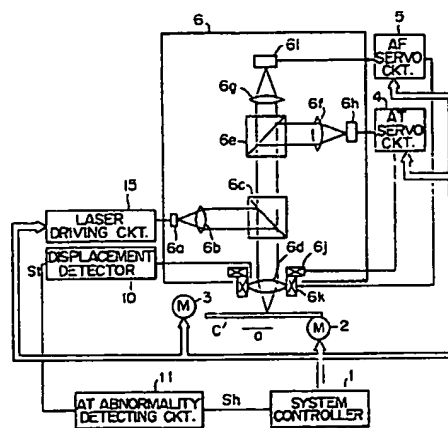 6
5
6i
AF SERVO CKT.
6g
4
6f
6h
AT SERVO CKT.
6e
6c
15
LASER DRIVING CKT.
6a
6b
6d
6j
St
DISPLACEMENT DETECTOR
10
6k
M
3
C'
a
M
2
11
AT ABNORMALITY DETECTING CKT.
Sh
1
SYSTEM CONTROLLER